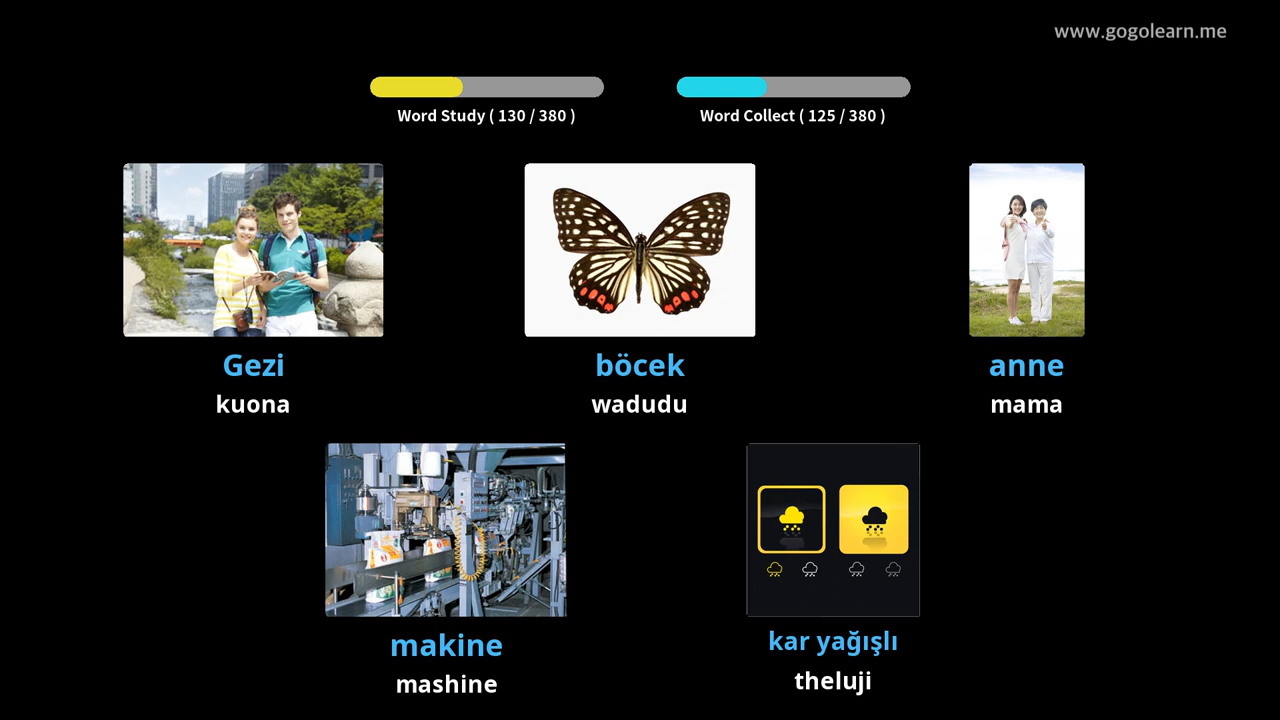 www.gogolearn.me
Word Study ( 130 / 380 )
Word Collect ( 125 / 380 )
Gezi
kuona
böcek
wadudu
anne
mama
makine
mashine
kar yağışlı
theluji